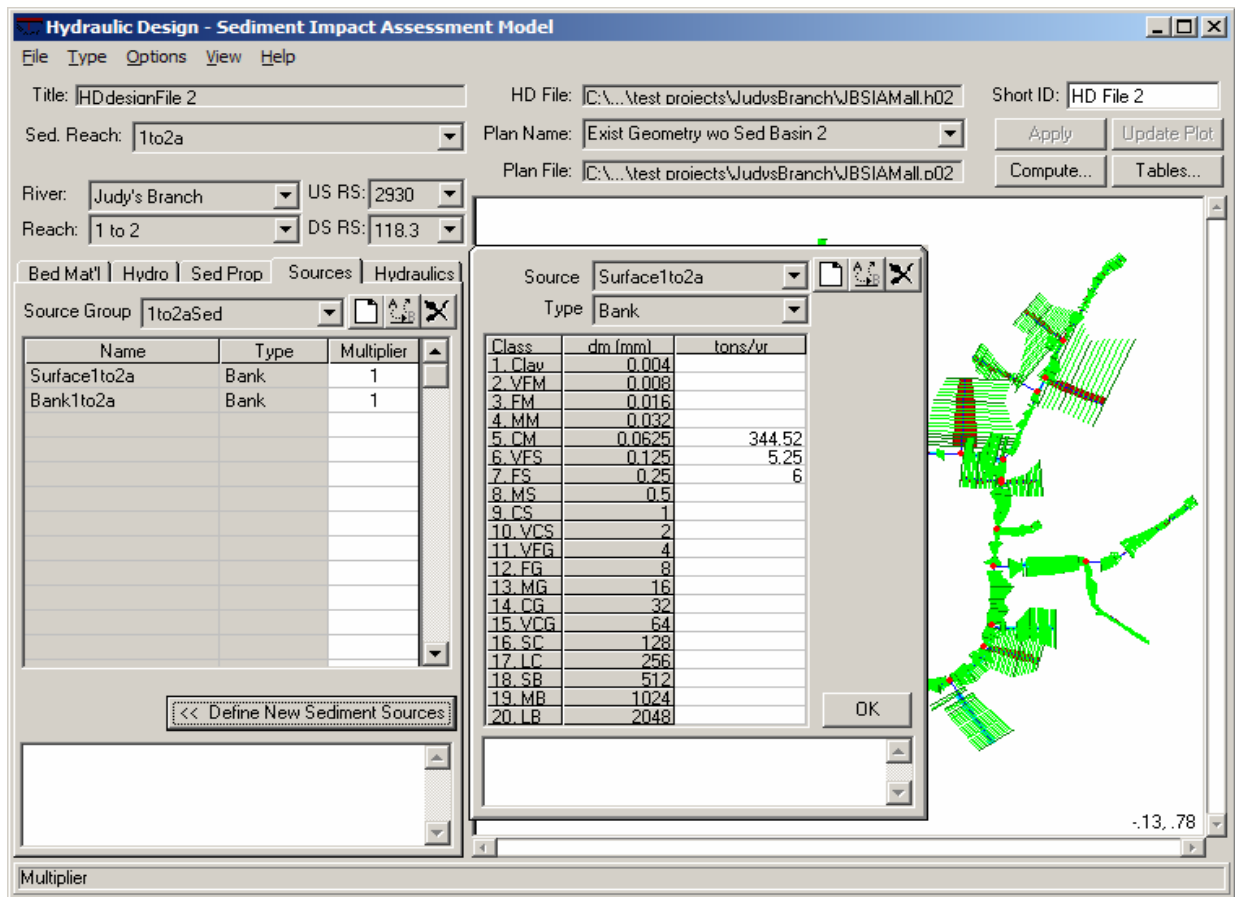 Hydraulic Design - Sediment Impact Assessment Model
File Type Options View Help
Title: HDdesignFile 2
HD File: C:\...\test projects\JudysBranch\JBSIAMall.h02
Short ID: HD File 2
Sed. Reach: 1to2a
Plan Name: Exist Geometry wo Sed Basin 2
Apply Update Plot
Plan File: C:\...\test projects\JudysBranch\JBSIAMall.p02
Compute... Tables...
River: Judy's Branch US RS: 2930
Reach: 1 to 2 DS RS: 118.3
Bed Mat'l Hydro Sed Prop Sources Hydraulics
Source Group 1to2aSed
Name Type Multiplier
Surface1to2a Bank 1
Bank1to2a Bank 1
<< Define New Sediment Sources
Source Surface1to2a
Type Bank
Class dm (mm) tons/yr
1. Clay 0.004
2. VFM 0.008
3. FM 0.016
4. MM 0.032
5. CM 0.0625 344.52
6. VFS 0.125 5.25
7. FS 0.25 6
8. MS 0.5
9. CS 1
10. VCS 2
11. VFG 4
12. FG 8
13. MG 16
14. CG 32
15. VCG 64
16. SC 128
17. LC 256
18. SB 512
19. MB 1024
20. LB 2048
OK
-.13, .78
Multiplier